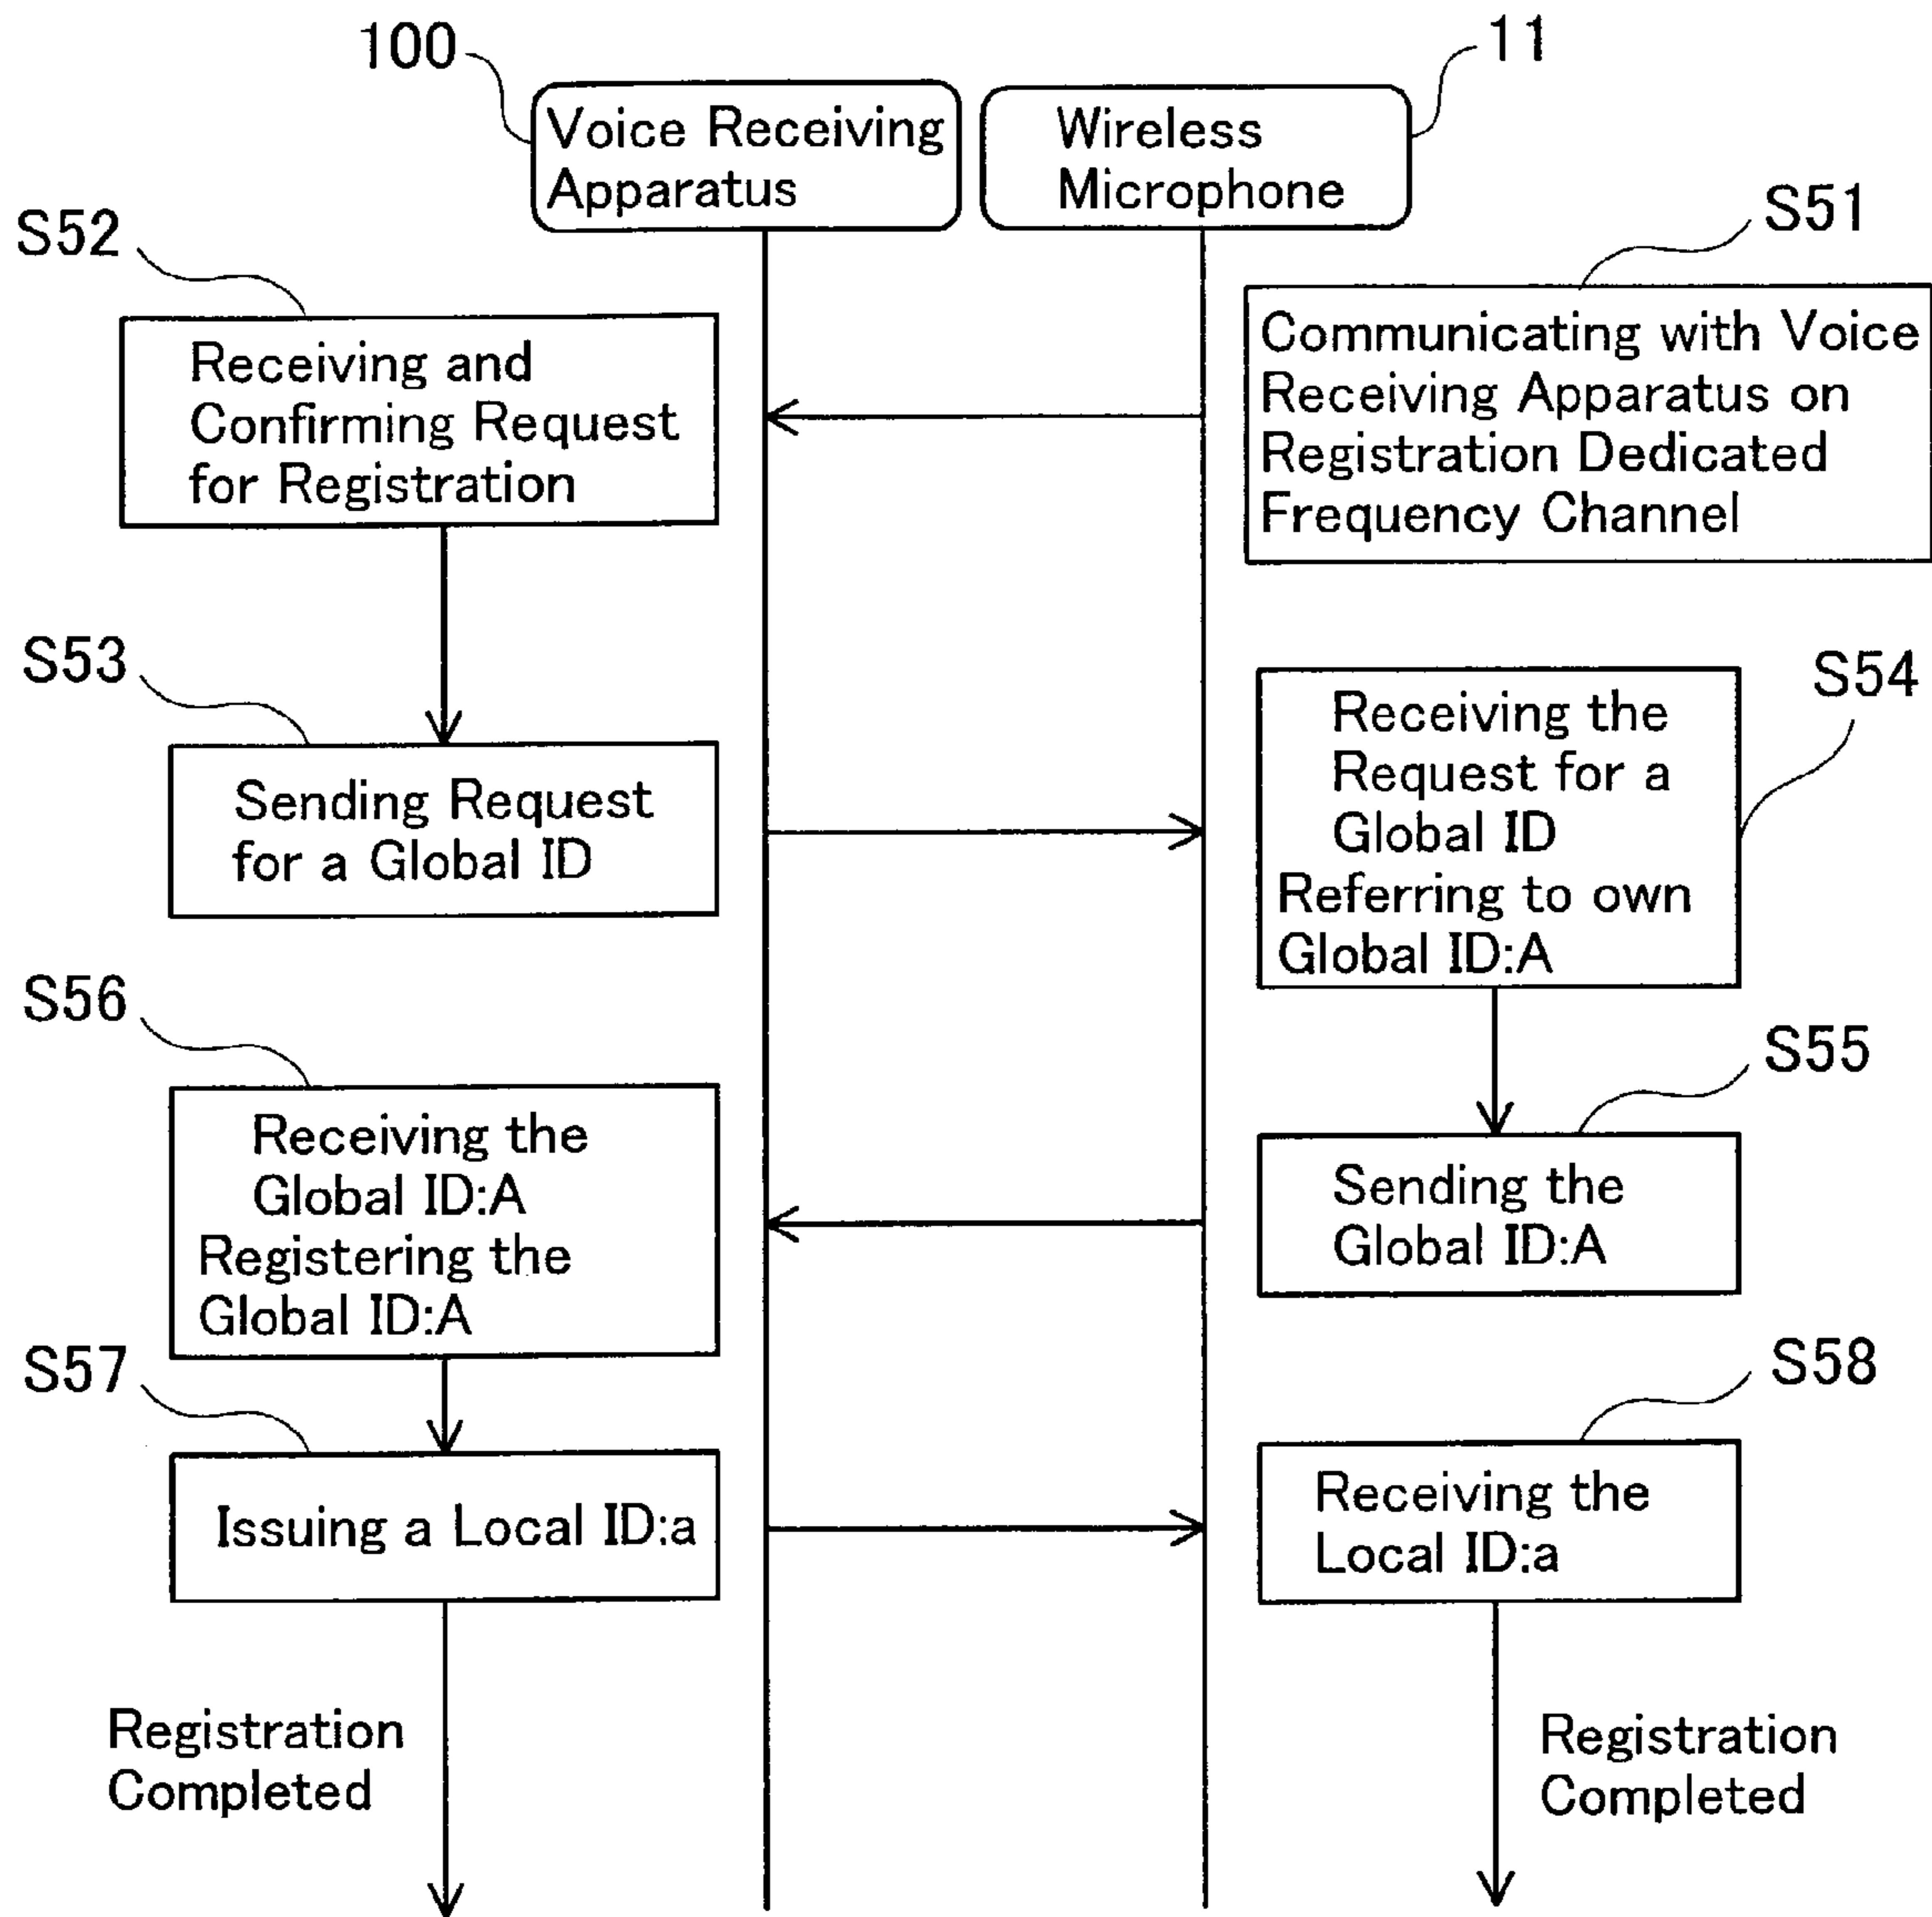 100
11
Voice Receiving
Apparatus
Wireless
Microphone
S52
S51
Receiving and
Confirming Request
for Registration
Communicating with Voice
Receiving Apparatus on
Registration Dedicated
Frequency Channel
S53
S54
Sending Request
for a Global ID
Receiving the
Request for a
Global ID
Referring to own
Global ID:A
S56
S55
Receiving the
Global ID:A
Registering the
Global ID:A
Sending the
Global ID:A
S57
S58
Issuing a Local ID:a
Receiving the
Local ID:a
Registration
Completed
Registration
Completed